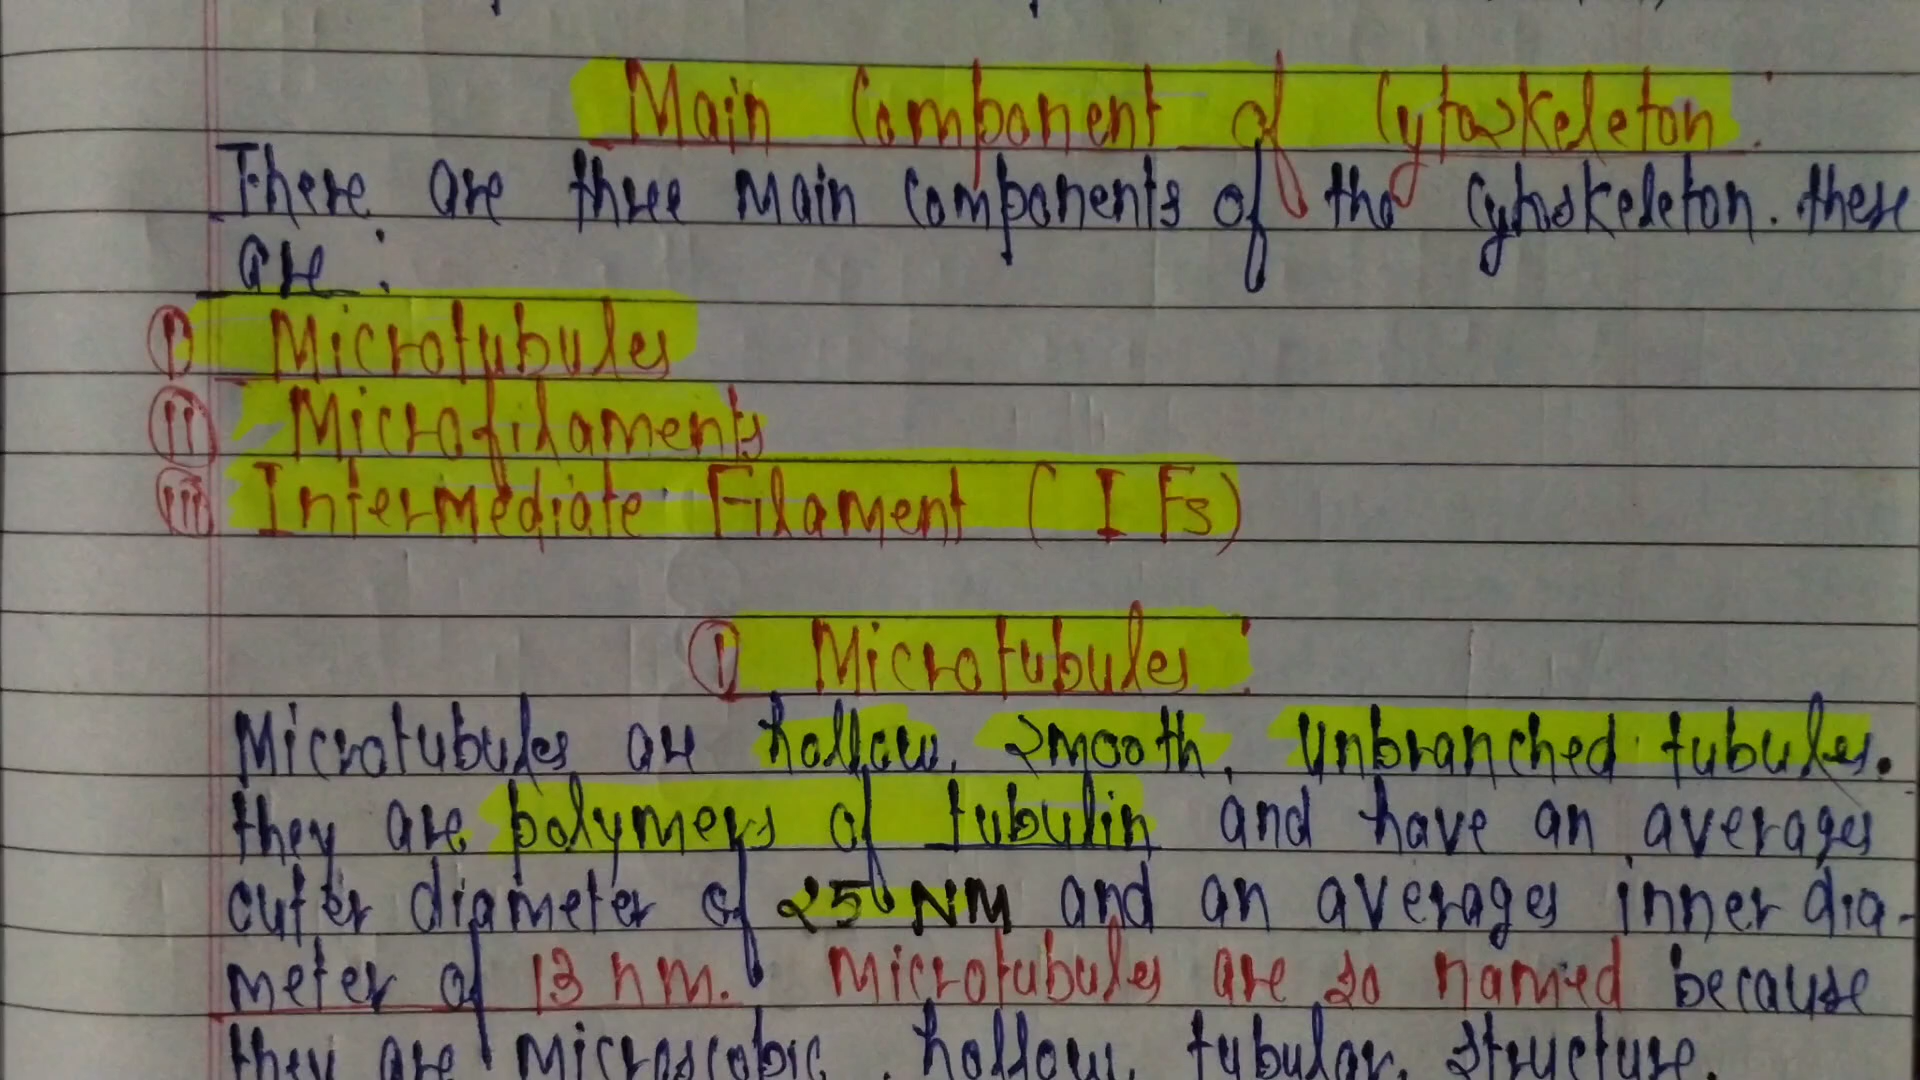 Main Component of Cytoskeleton :
There are three main components of the cytoskeleton. these
are :
(i) Microtubules
(ii) Microfilaments
(iii) Intermediate Filament ( I Fs)
(i) Microtubules :
Microtubules are hollow, smooth, unbranched tubules.
they are polymers of tubulin and have an averages
outer diameter of 25 NM and an averages inner dia-
meter of 13 nm. Microtubules are so named because
they are microscopic, hollow, tubular, structure.